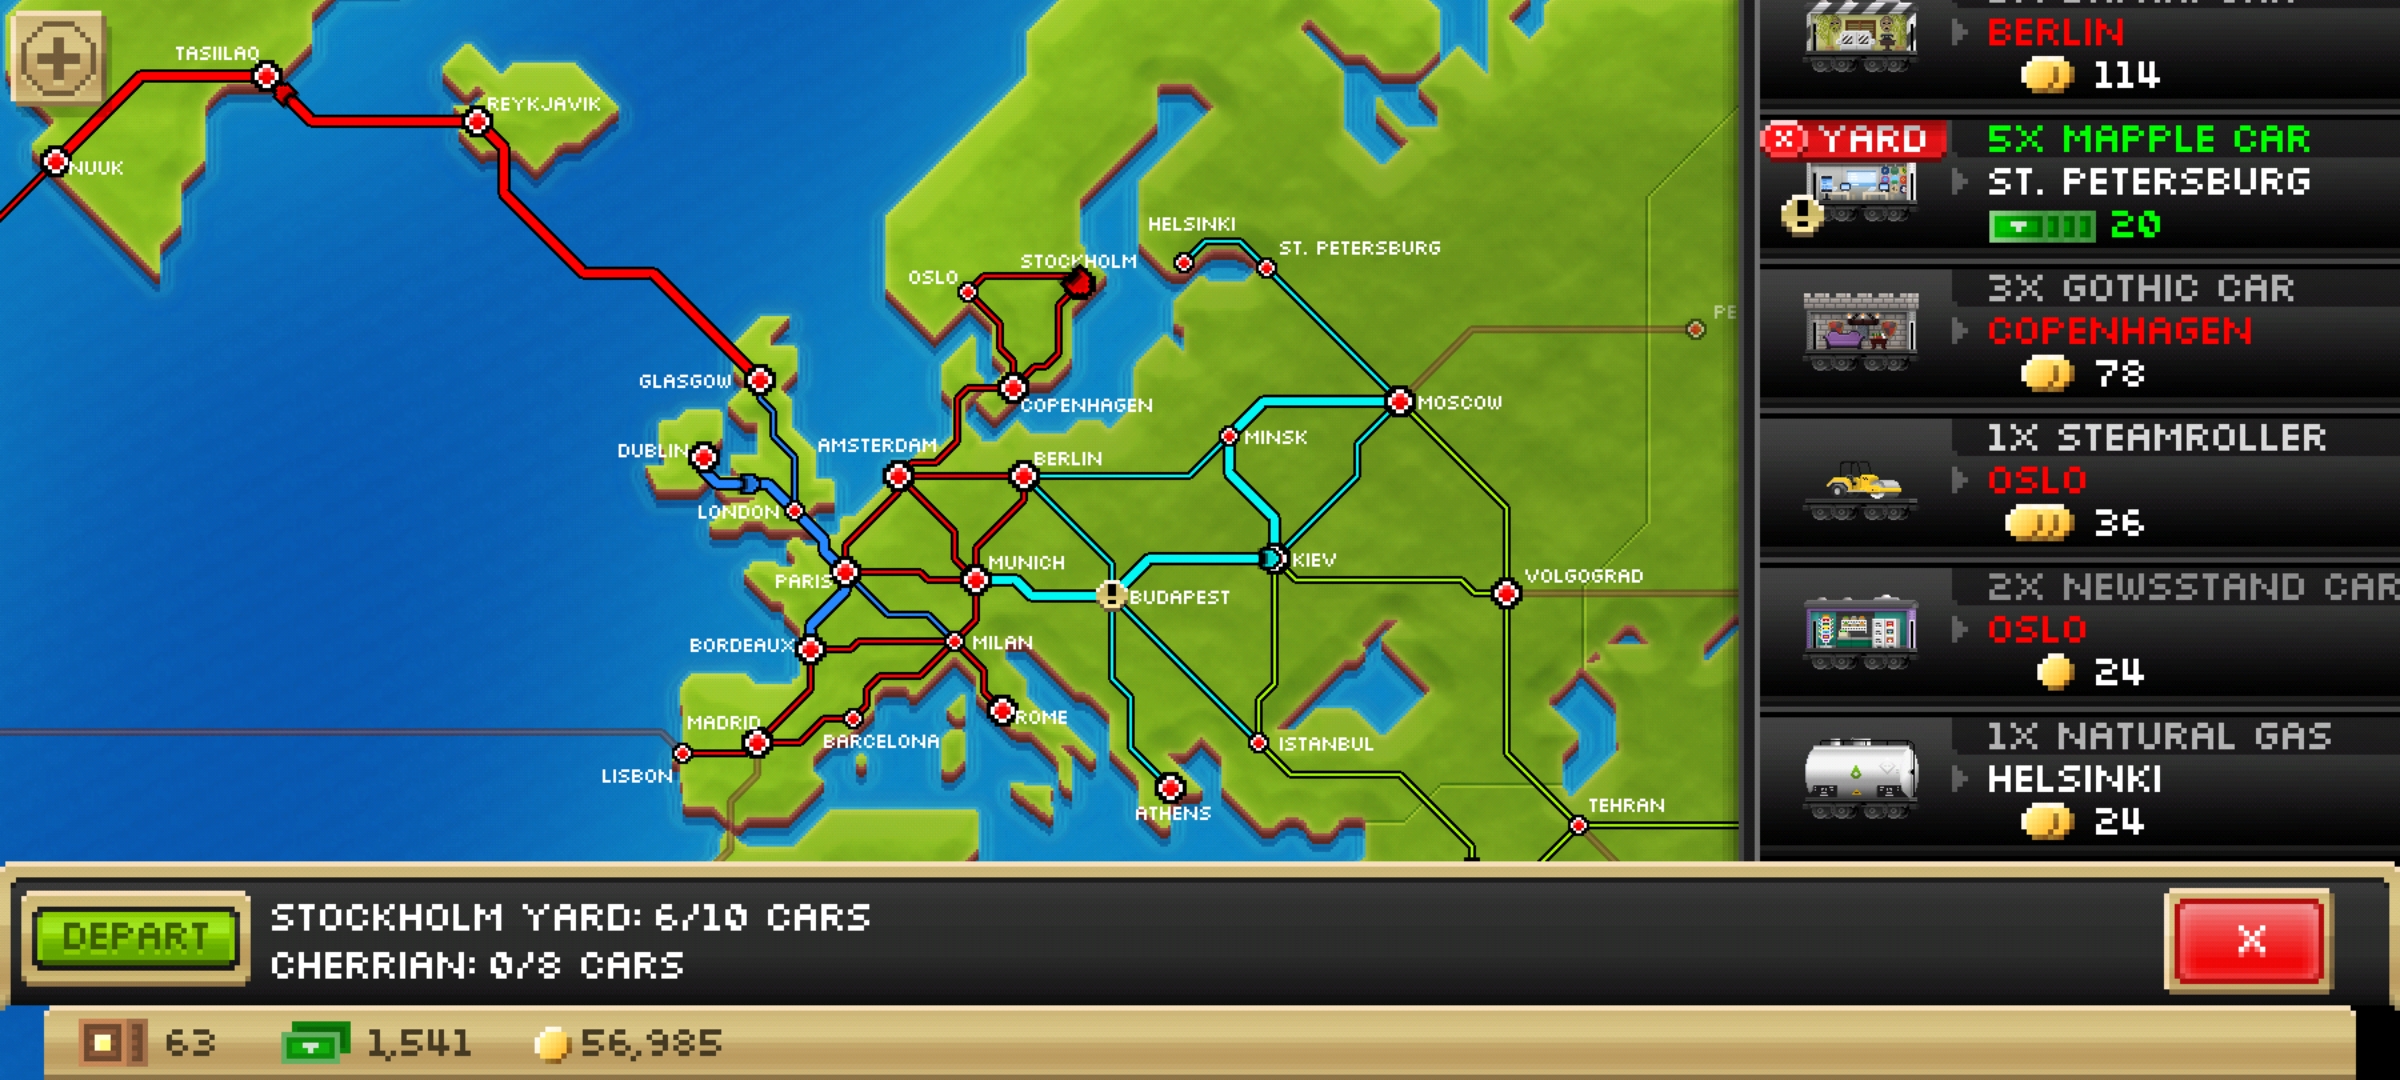 TASIILAQ
REYKJAVIK
NUUK
HELSINKI
ST. PETERSBURG
STOCKHOLM
OSLO
GLASGOW
COPENHAGEN
MOSCOW
DUBLIN
AMSTERDAM
BERLIN
MINSK
LONDON
PARIS
MUNICH
KIEV
BUDAPEST
VOLGOGRAD
BORDEAUX
MILAN
MADRID
ROME
BARCELONA
ISTANBUL
LISBON
ATHENS
TEHRAN
PE
BERLIN
114
YARD
5X MAPPLE CAR
ST. PETERSBURG
20
3X GOTHIC CAR
COPENHAGEN
78
1X STEAMROLLER
OSLO
36
2X NEWSSTAND CAR
OSLO
24
1X NATURAL GAS
HELSINKI
24
DEPART
STOCKHOLM YARD: 6/10 CARS
CHERRIAN: 0/8 CARS
X
63
1,541
56,985